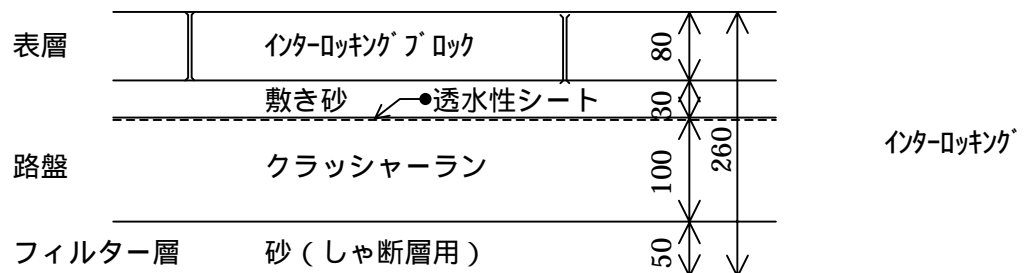 表層 インターロッキングブロック 80
敷き砂 透水性シート 30
路盤 クラッシャーラン 100 260 インターロッキング
フィルター層 砂(しゃ断層用) 50